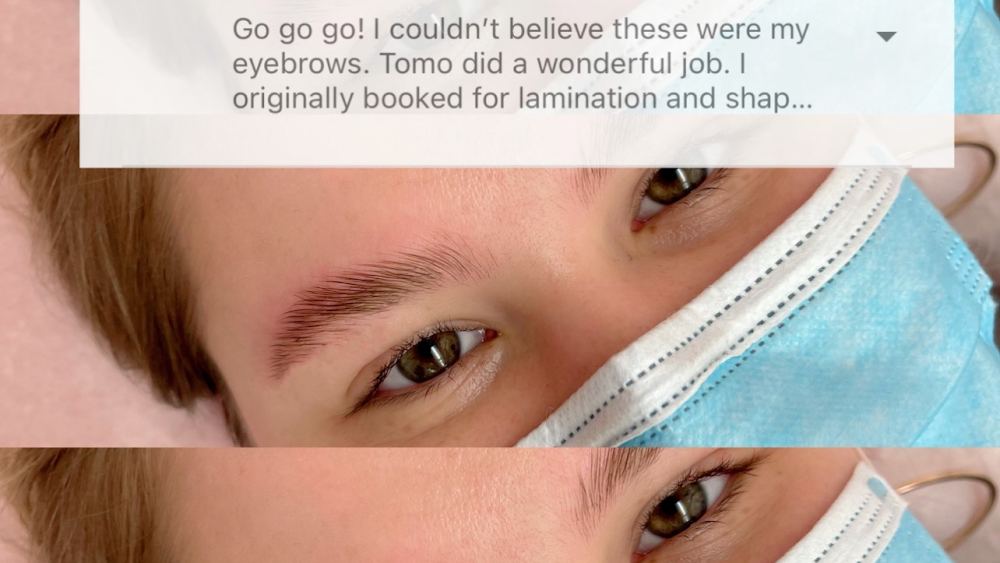 Go go go! I couldn’t believe these were my
eyebrows. Tomo did a wonderful job. I
originally booked for lamination and shap...